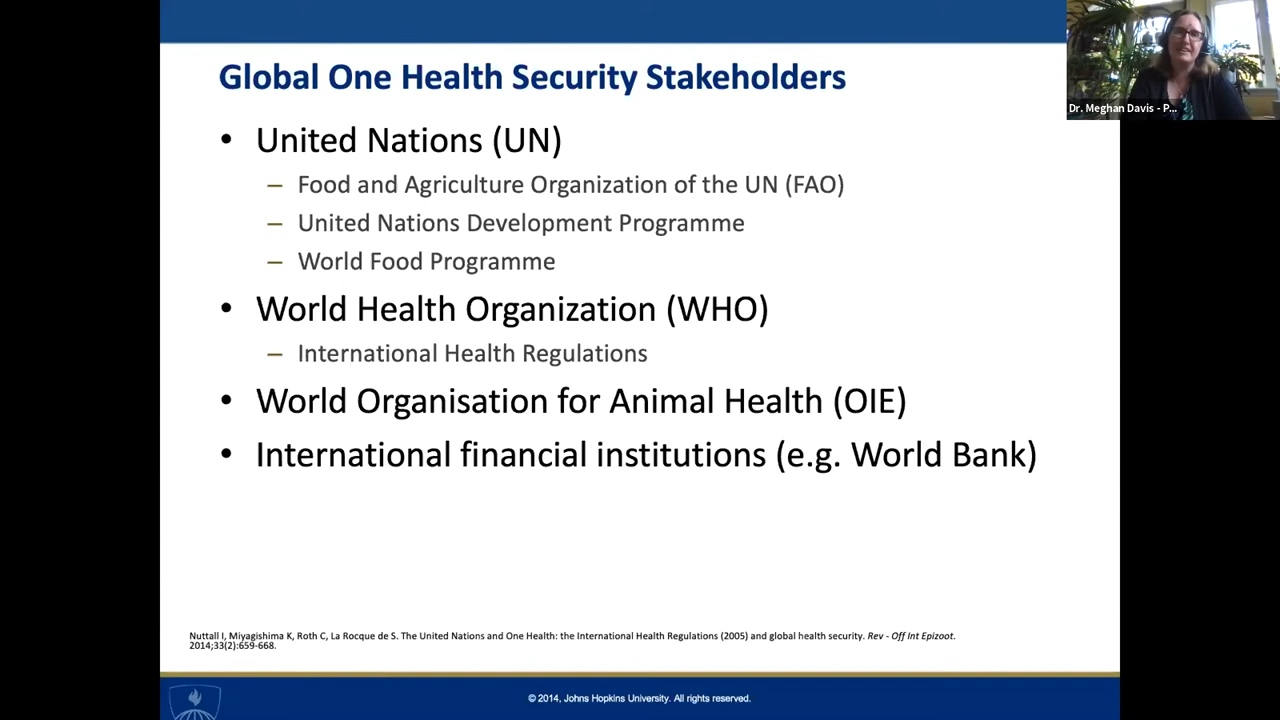 Global One Health Security Stakeholders
Dr. Meghan Davis - P...
• United Nations (UN)
– Food and Agriculture Organization of the UN (FAO)
– United Nations Development Programme
– World Food Programme
• World Health Organization (WHO)
– International Health Regulations
• World Organisation for Animal Health (OIE)
• International financial institutions (e.g. World Bank)
Nuttall I, Miyagishima K, Roth C, La Rocque de S. The United Nations and One Health: the International Health Regulations (2005) and global health security. Rev - Off Int Epizoot.
2014;33(2):659-668.
© 2014, Johns Hopkins University. All rights reserved.